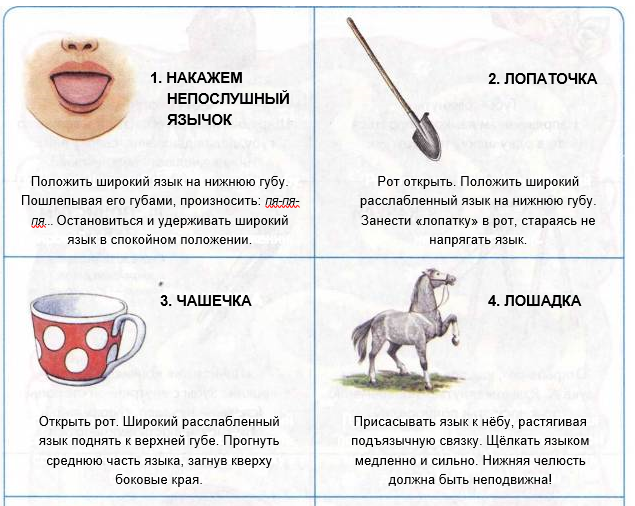 1. НАКАЖЕМ
НЕПОСЛУШНЫЙ
ЯЗЫЧОК
Положить широкий язык на нижнюю губу.
Пошлепывая его губами, произносить: пя-пя-
пя... Остановиться и удерживать широкий
язык в спокойном положении.
2. ЛОПАТОЧКА
Рот открыть. Положить широкий
расслабленный язык на нижнюю губу.
Занести «лопатку» в рот, стараясь не
напрягать язык.
3. ЧАШЕЧКА
Открыть рот. Широкий расслабленный
язык поднять к верхней губе. Прогнуть
среднюю часть языка, загнув кверху
боковые края.
4. ЛОШАДКА
Присасывать язык к нёбу, растягивая
подъязычную связку. Щёлкать языком
медленно и сильно. Нижняя челюсть
должна быть неподвижна!